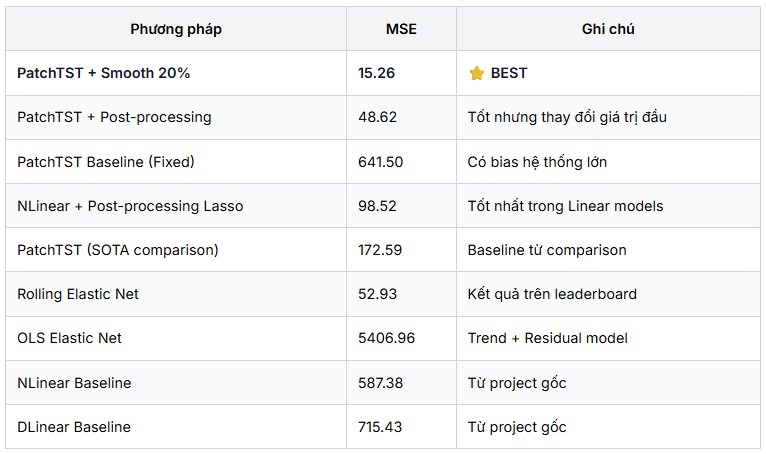 Phương pháp MSE Ghi chú
PatchTST + Smooth 20% 15.26 ⭐ BEST
PatchTST + Post-processing 48.62 Tốt nhưng thay đổi giá trị đầu
PatchTST Baseline (Fixed) 641.50 Có bias hệ thống lớn
NLinear + Post-processing Lasso 98.52 Tốt nhất trong Linear models
PatchTST (SOTA comparison) 172.59 Baseline từ comparison
Rolling Elastic Net 52.93 Kết quả trên leaderboard
OLS Elastic Net 5406.96 Trend + Residual model
NLinear Baseline 587.38 Từ project gốc
DLinear Baseline 715.43 Từ project gốc